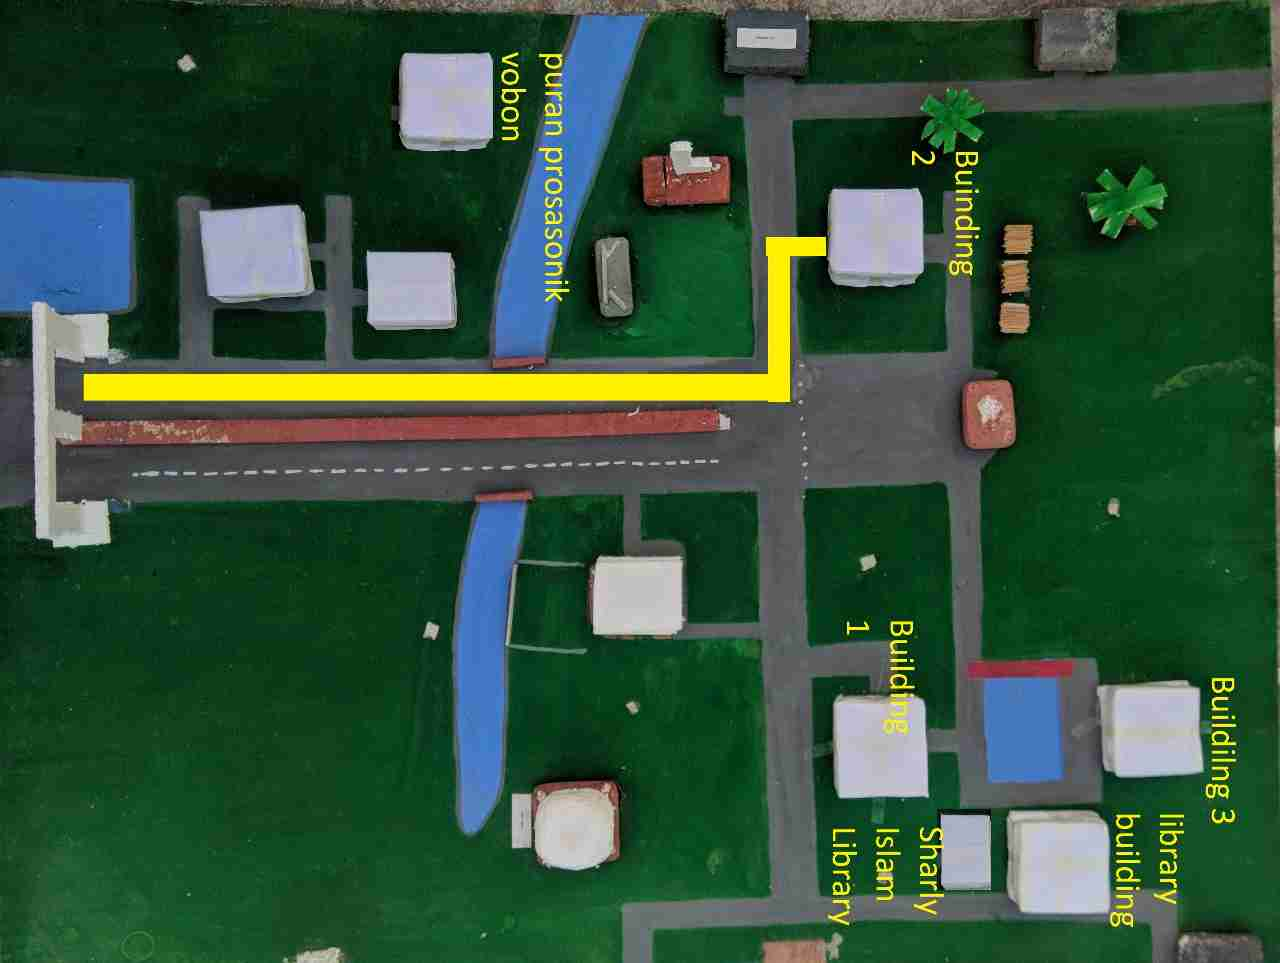 puran prosasonik
vobon
Buinding
2
Building
1
Buildilng 3
library
building
Sharly
Islam
Library